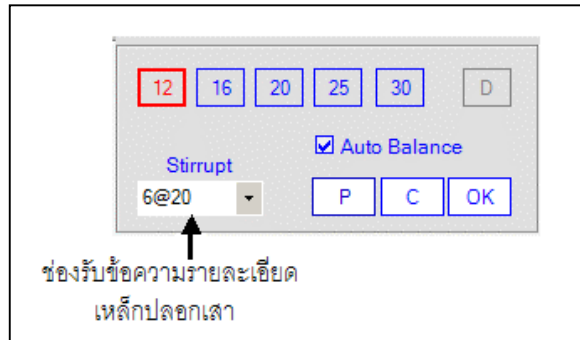 12 16 20 25 30 D
Auto Balance
Stirrupt
6@20 P C OK
ช่องรับข้อความรายละเอียด
เหล็กปลอกเสา